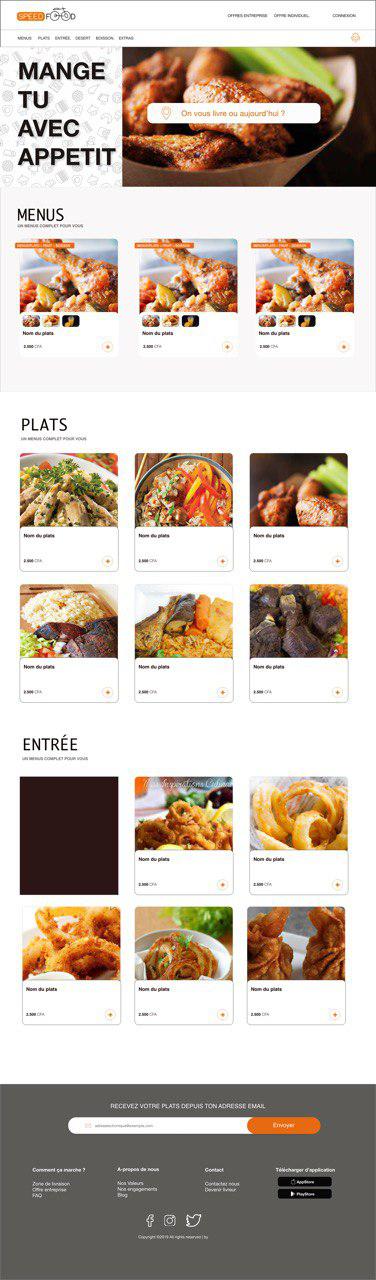 SPEED FOOD
OFFRES ENTREPRISE OFFRE INDIVIDUEL. CONNEXION
MENUS PLATS ENTRÉE. DESERT BOISSON. EXTRAS
MANGE
TU
AVEC
APPETIT
On vous livre ou aujourd'hui ?
MENUS
UN MENUS COMPLET POUR VOUS
Nom du plats
2.500 CFA
Nom du plats
2.500 CFA
Nom du plats
2.500 CFA
PLATS
UN MENUS COMPLET POUR VOUS
Nom du plats
2.500 CFA
Nom du plats
2.500 CFA
Nom du plats
2.500 CFA
Nom du plats
2.500 CFA
Nom du plats
2.500 CFA
Nom du plats
2.500 CFA
ENTRÉE
UN MENUS COMPLET POUR VOUS
Nom du plats
2.500 CFA
Nom du plats
2.500 CFA
Nom du plats
2.500 CFA
Nom du plats
2.500 CFA
Nom du plats
2.500 CFA
RECEVEZ VOTRE PLATS DEPUIS TON ADRESSE EMAIL
Envoyer
Comment ça marche ?
Zone de livraison
Offre entreprise
FAQ
A-propos de nous
Nos Valeurs
Nos engagements
Blog
Contact
Contactez nous
Devenir livreur
Télécharger d'application
AppStore
PlayStore
Copyright ©2019 All rights reserved | by